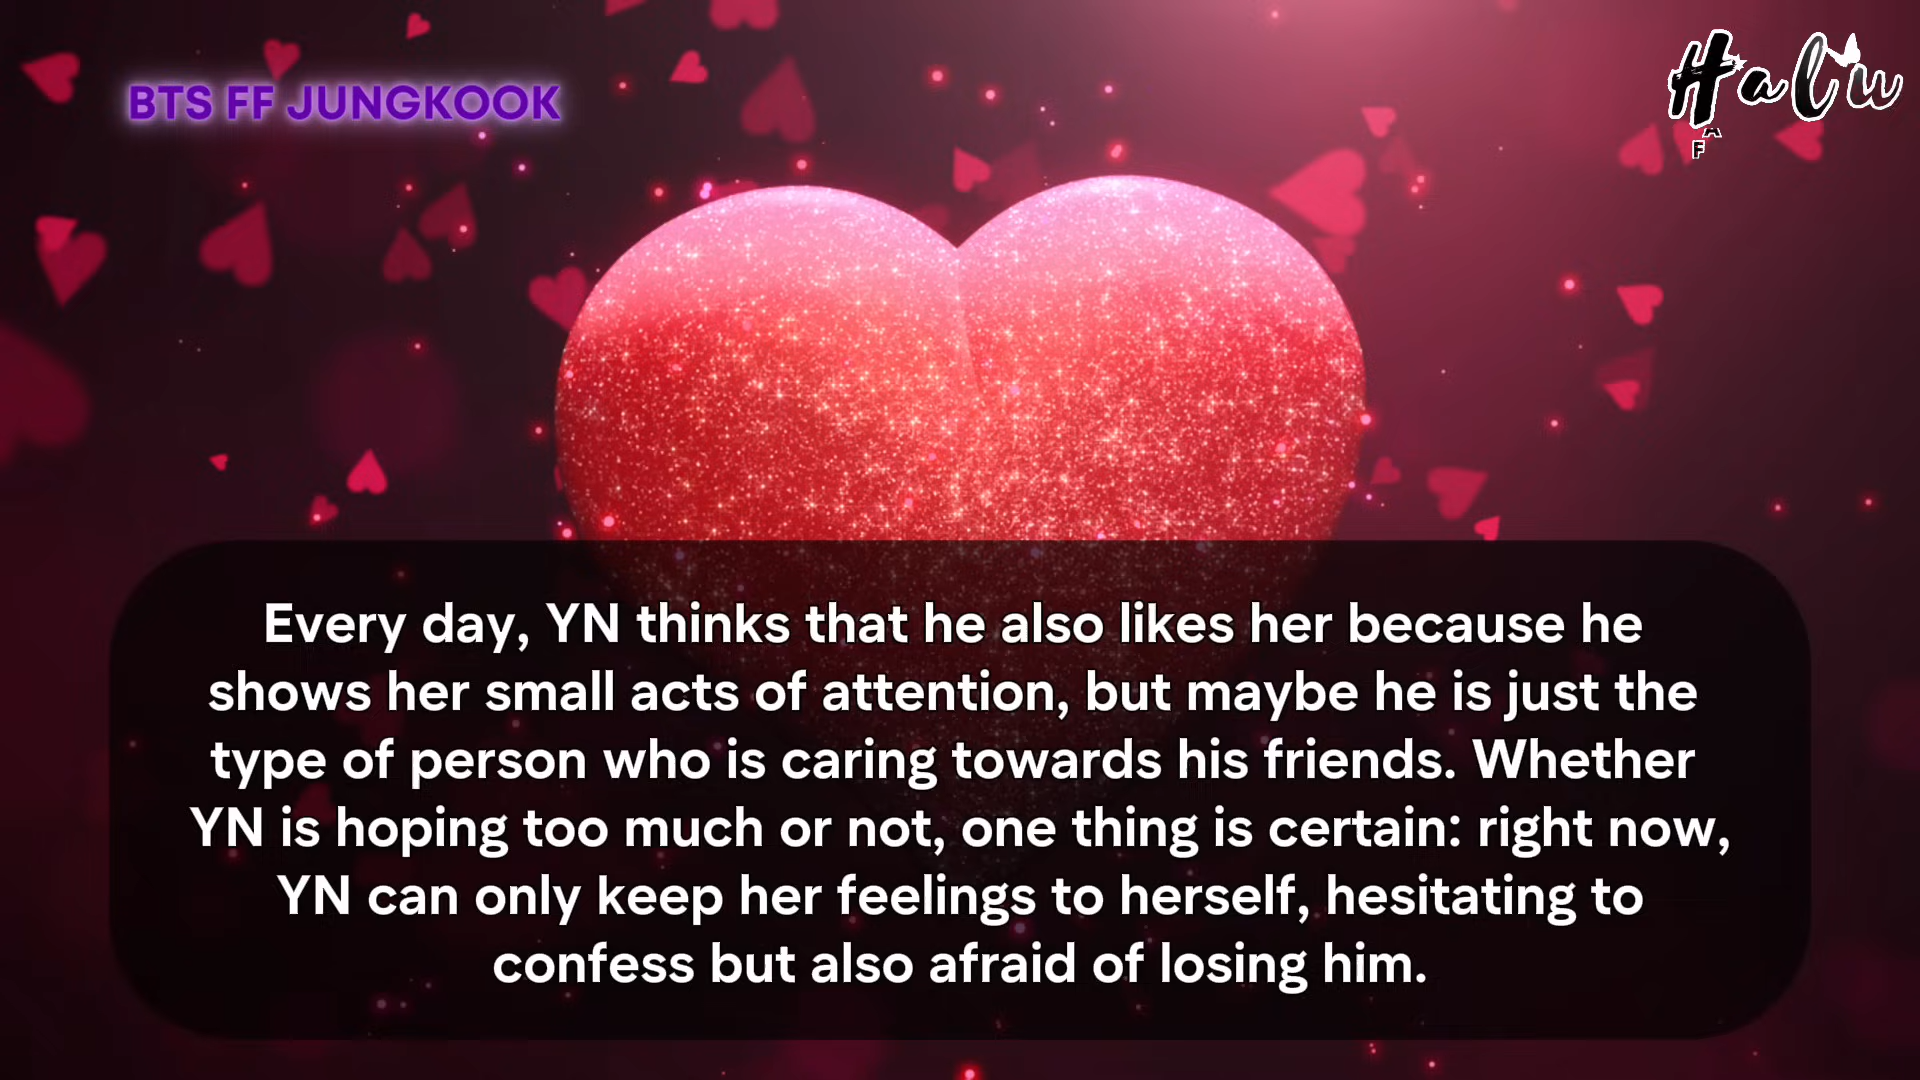 BTS FF JUNGKOOK
Halu
A
F
Every day, YN thinks that he also likes her because he
shows her small acts of attention, but maybe he is just the
type of person who is caring towards his friends. Whether
YN is hoping too much or not, one thing is certain: right now,
YN can only keep her feelings to herself, hesitating to
confess but also afraid of losing him.